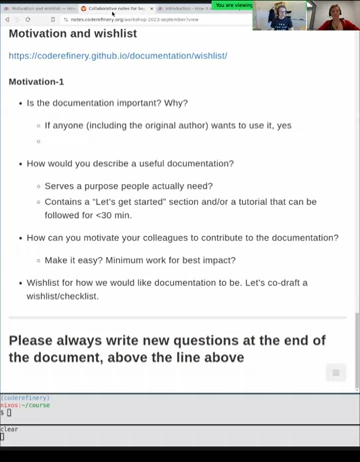 Motivation and wishlist
Collaborative notes for Se
Introduction
You are viewing
notes.coderefinery.org/workshop-2023-september?view
Motivation and wishlist
https://coderefinery.github.io/documentation/wishlist/
Motivation-1
• Is the documentation important? Why?
If anyone (including the original author) wants to use it, yes
• How would you describe a useful documentation?
Serves a purpose people actually need?
Contains a “Let’s get started” section and/or a tutorial that can be
followed for <30 min.
• How can you motivate your colleagues to contribute to the documentation?
Make it easy? Minimum work for best impact?
• Wishlist for how we would like documentation to be. Let’s co-draft a
wishlist/checklist.
Please always write new questions at the end of
the document, above the line above
(coderefinery)
nixos:~/course
$
clear